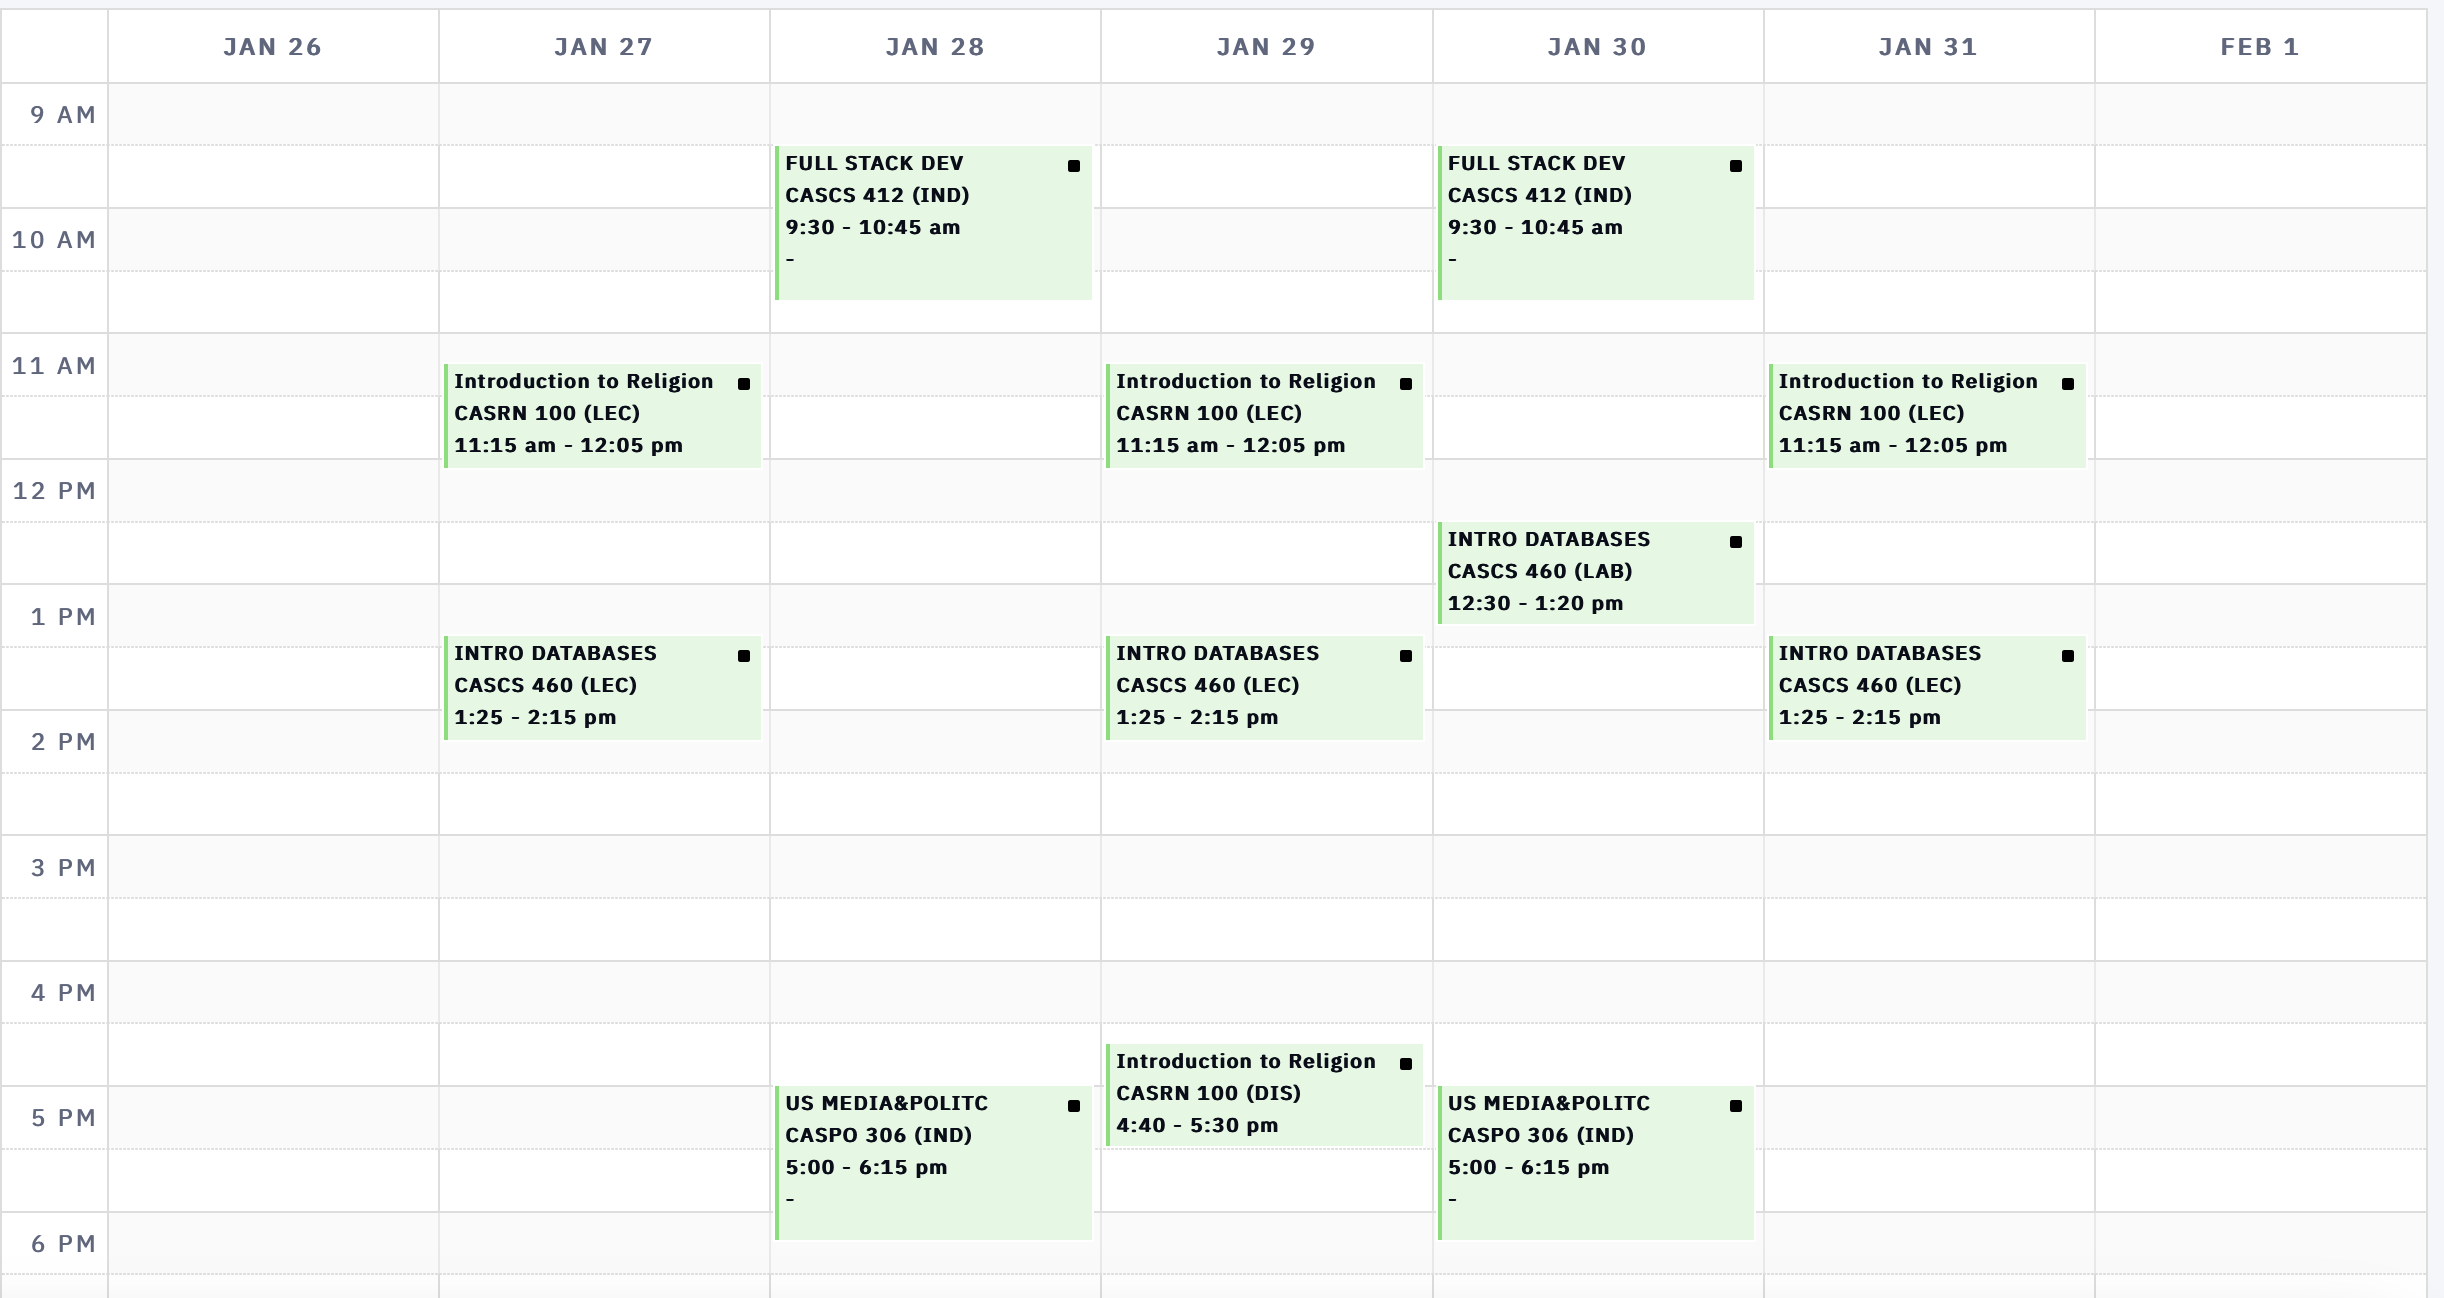 JAN 26
JAN 27
JAN 28
JAN 29
JAN 30
JAN 31
FEB 1
9 AM
FULL STACK DEV
CASCS 412 (IND)
9:30 - 10:45 am
-
FULL STACK DEV
CASCS 412 (IND)
9:30 - 10:45 am
-
10 AM
11 AM
Introduction to Religion
CASRN 100 (LEC)
11:15 am - 12:05 pm
Introduction to Religion
CASRN 100 (LEC)
11:15 am - 12:05 pm
Introduction to Religion
CASRN 100 (LEC)
11:15 am - 12:05 pm
12 PM
INTRO DATABASES
CASCS 460 (LAB)
12:30 - 1:20 pm
1 PM
INTRO DATABASES
CASCS 460 (LEC)
1:25 - 2:15 pm
INTRO DATABASES
CASCS 460 (LEC)
1:25 - 2:15 pm
INTRO DATABASES
CASCS 460 (LEC)
1:25 - 2:15 pm
2 PM
3 PM
4 PM
Introduction to Religion
CASRN 100 (DIS)
4:40 - 5:30 pm
5 PM
US MEDIA&POLITC
CASPO 306 (IND)
5:00 - 6:15 pm
-
US MEDIA&POLITC
CASPO 306 (IND)
5:00 - 6:15 pm
-
6 PM